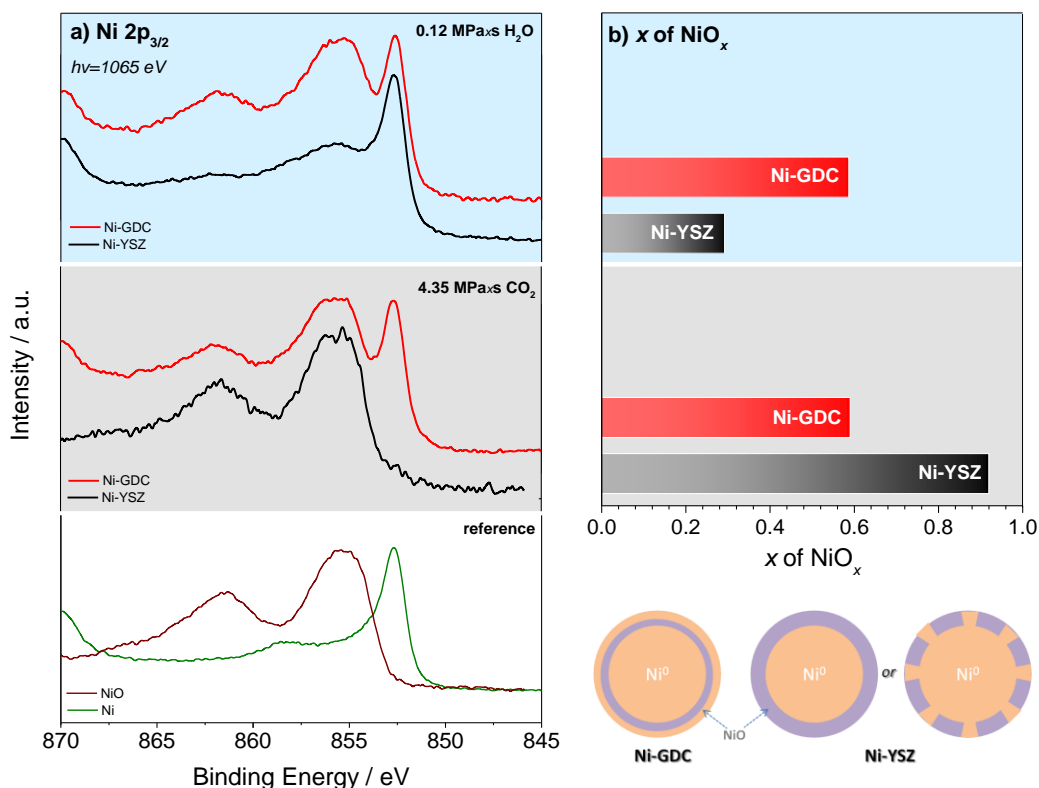 a) Ni 2p3/2
0.12 MPaxs H2O
hv=1065 eV
Ni-GDC
Ni-YSZ
4.35 MPaxs CO2
Ni-GDC
Ni-YSZ
reference
NiO
Ni
870 865 860 855 850 845
Binding Energy / eV
Intensity / a.u.
b) x of NiOx
Ni-GDC
Ni-YSZ
Ni-GDC
Ni-YSZ
0.0 0.2 0.4 0.6 0.8 1.0
x of NiOx
Ni0
Ni0
or
Ni0
NiO
Ni-GDC
Ni-YSZ